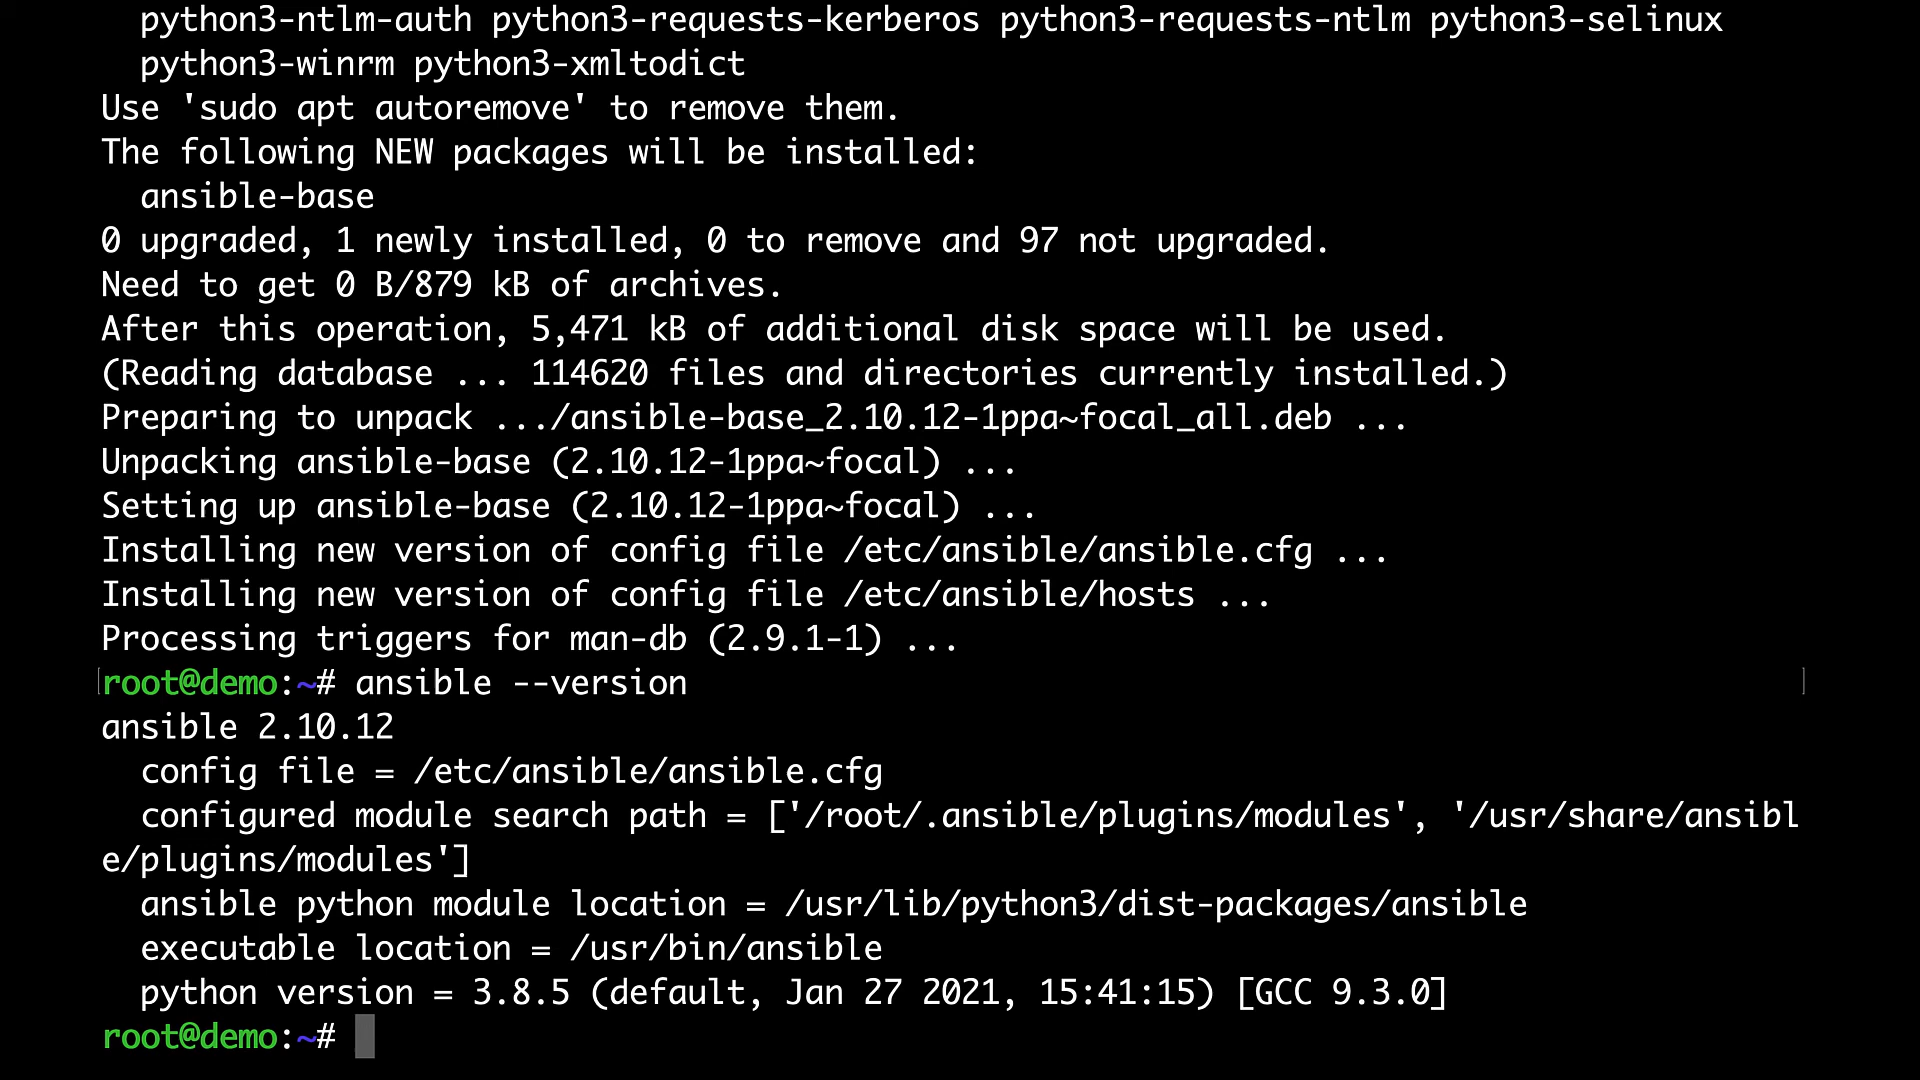 python3-ntlm-auth python3-requests-kerberos python3-requests-ntlm python3-selinux
python3-winrm python3-xmltodict
Use 'sudo apt autoremove' to remove them.
The following NEW packages will be installed:
ansible-base
0 upgraded, 1 newly installed, 0 to remove and 97 not upgraded.
Need to get 0 B/879 kB of archives.
After this operation, 5,471 kB of additional disk space will be used.
(Reading database ... 114620 files and directories currently installed.)
Preparing to unpack .../ansible-base_2.10.12-1ppa~focal_all.deb ...
Unpacking ansible-base (2.10.12-1ppa~focal) ...
Setting up ansible-base (2.10.12-1ppa~focal) ...
Installing new version of config file /etc/ansible/ansible.cfg ...
Installing new version of config file /etc/ansible/hosts ...
Processing triggers for man-db (2.9.1-1) ...
root@demo:~# ansible --version
ansible 2.10.12
config file = /etc/ansible/ansible.cfg
configured module search path = ['/root/.ansible/plugins/modules', '/usr/share/ansibl
e/plugins/modules']
ansible python module location = /usr/lib/python3/dist-packages/ansible
executable location = /usr/bin/ansible
python version = 3.8.5 (default, Jan 27 2021, 15:41:15) [GCC 9.3.0]
root@demo:~#